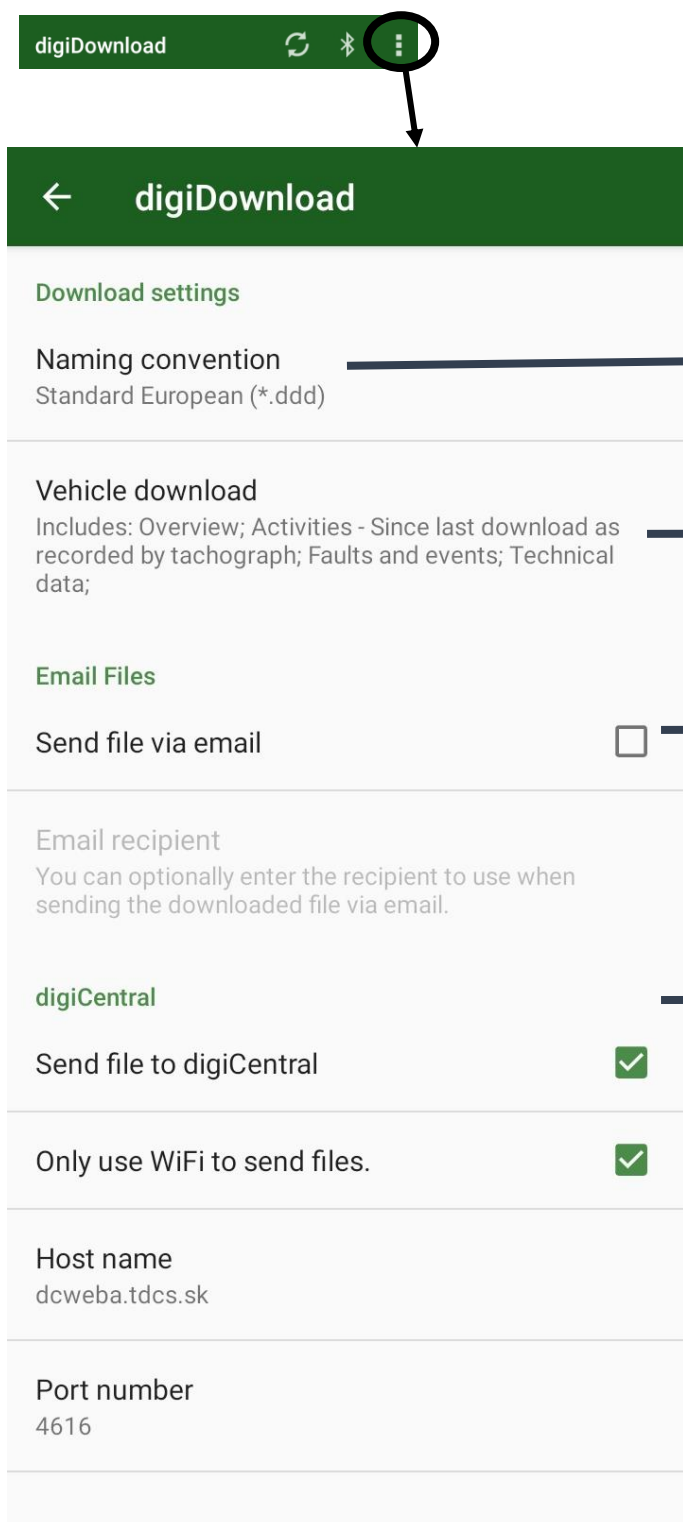 digiDownload
digiDownload
Download settings
Naming convention
Standard European (*.ddd)
Vehicle download
Includes: Overview; Activities - Since last download as
recorded by tachograph; Faults and events; Technical
data;
Email Files
Send file via email
Email recipient
You can optionally enter the recipient to use when
sending the downloaded file via email.
digiCentral
Send file to digiCentral
Only use WiFi to send files.
Host name
dcweba.tdcs.sk
Port number
4616